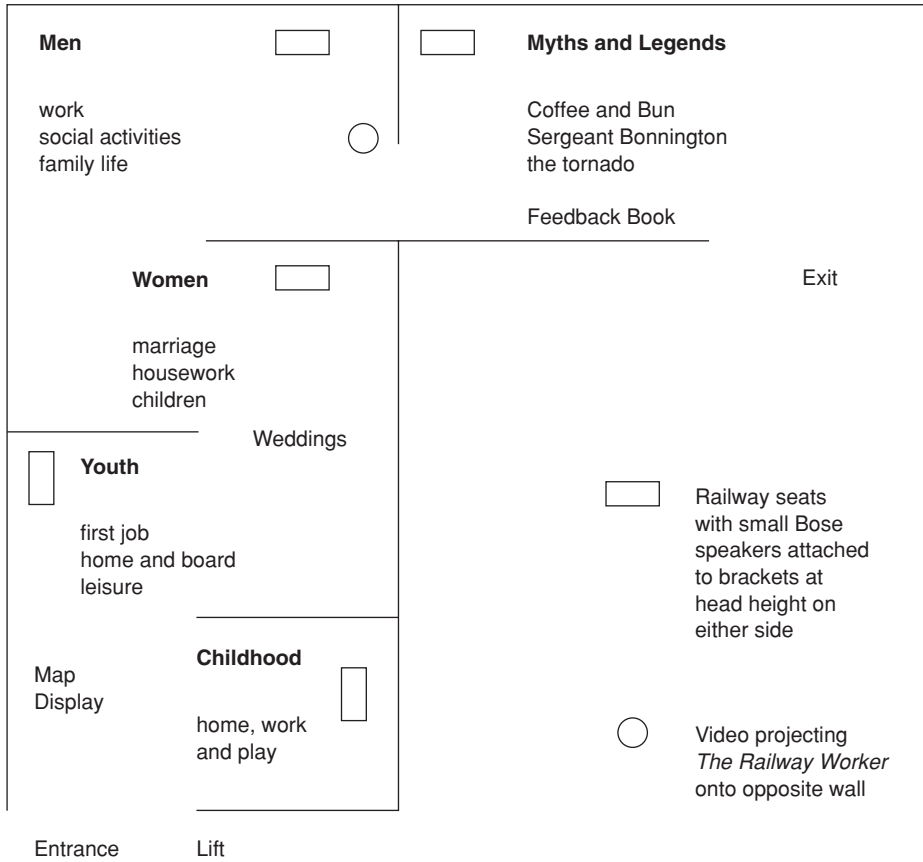 Men
work
social activities
family life
Myths and Legends
Coffee and Bun
Sergeant Bonnington
the tornado
Feedback Book
Women
marriage
housework
children
Exit
Weddings
Youth
first job
home and board
leisure
Railway seats
with small Bose
speakers attached
to brackets at
head height on
either side
Map
Display
Childhood
home, work
and play
Video projecting
The Railway Worker
onto opposite wall
Entrance
Lift